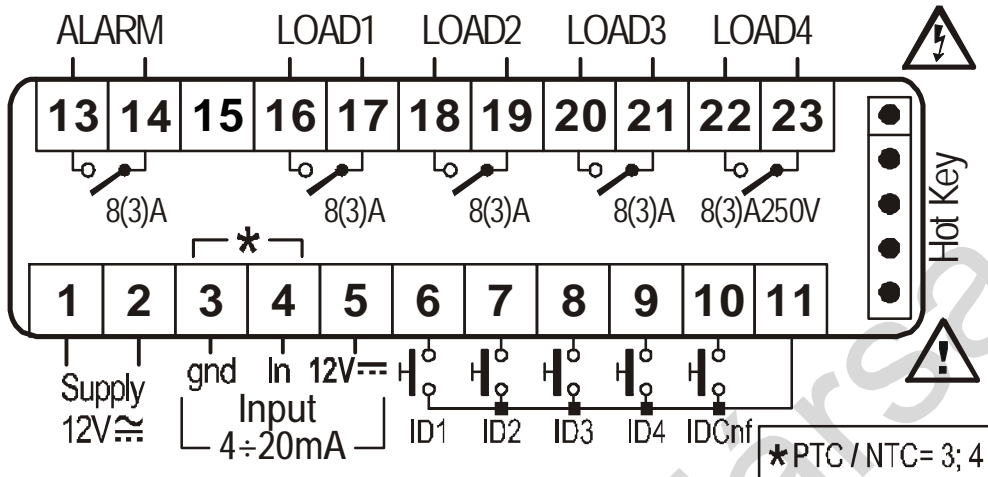 ALARM LOAD1 LOAD2 LOAD3 LOAD4
13 14 15 16 17 18 19 20 21 22 23
8(3)A 8(3)A 8(3)A 8(3)A 8(3)A250V
Hot Key
*
1 2 3 4 5 6 7 8 9 10 11
Supply
12V≂
gnd In 12V⎓
Input
4÷20mA
ID1 ID2 ID3 ID4 IDCnf
* PTC / NTC= 3; 4